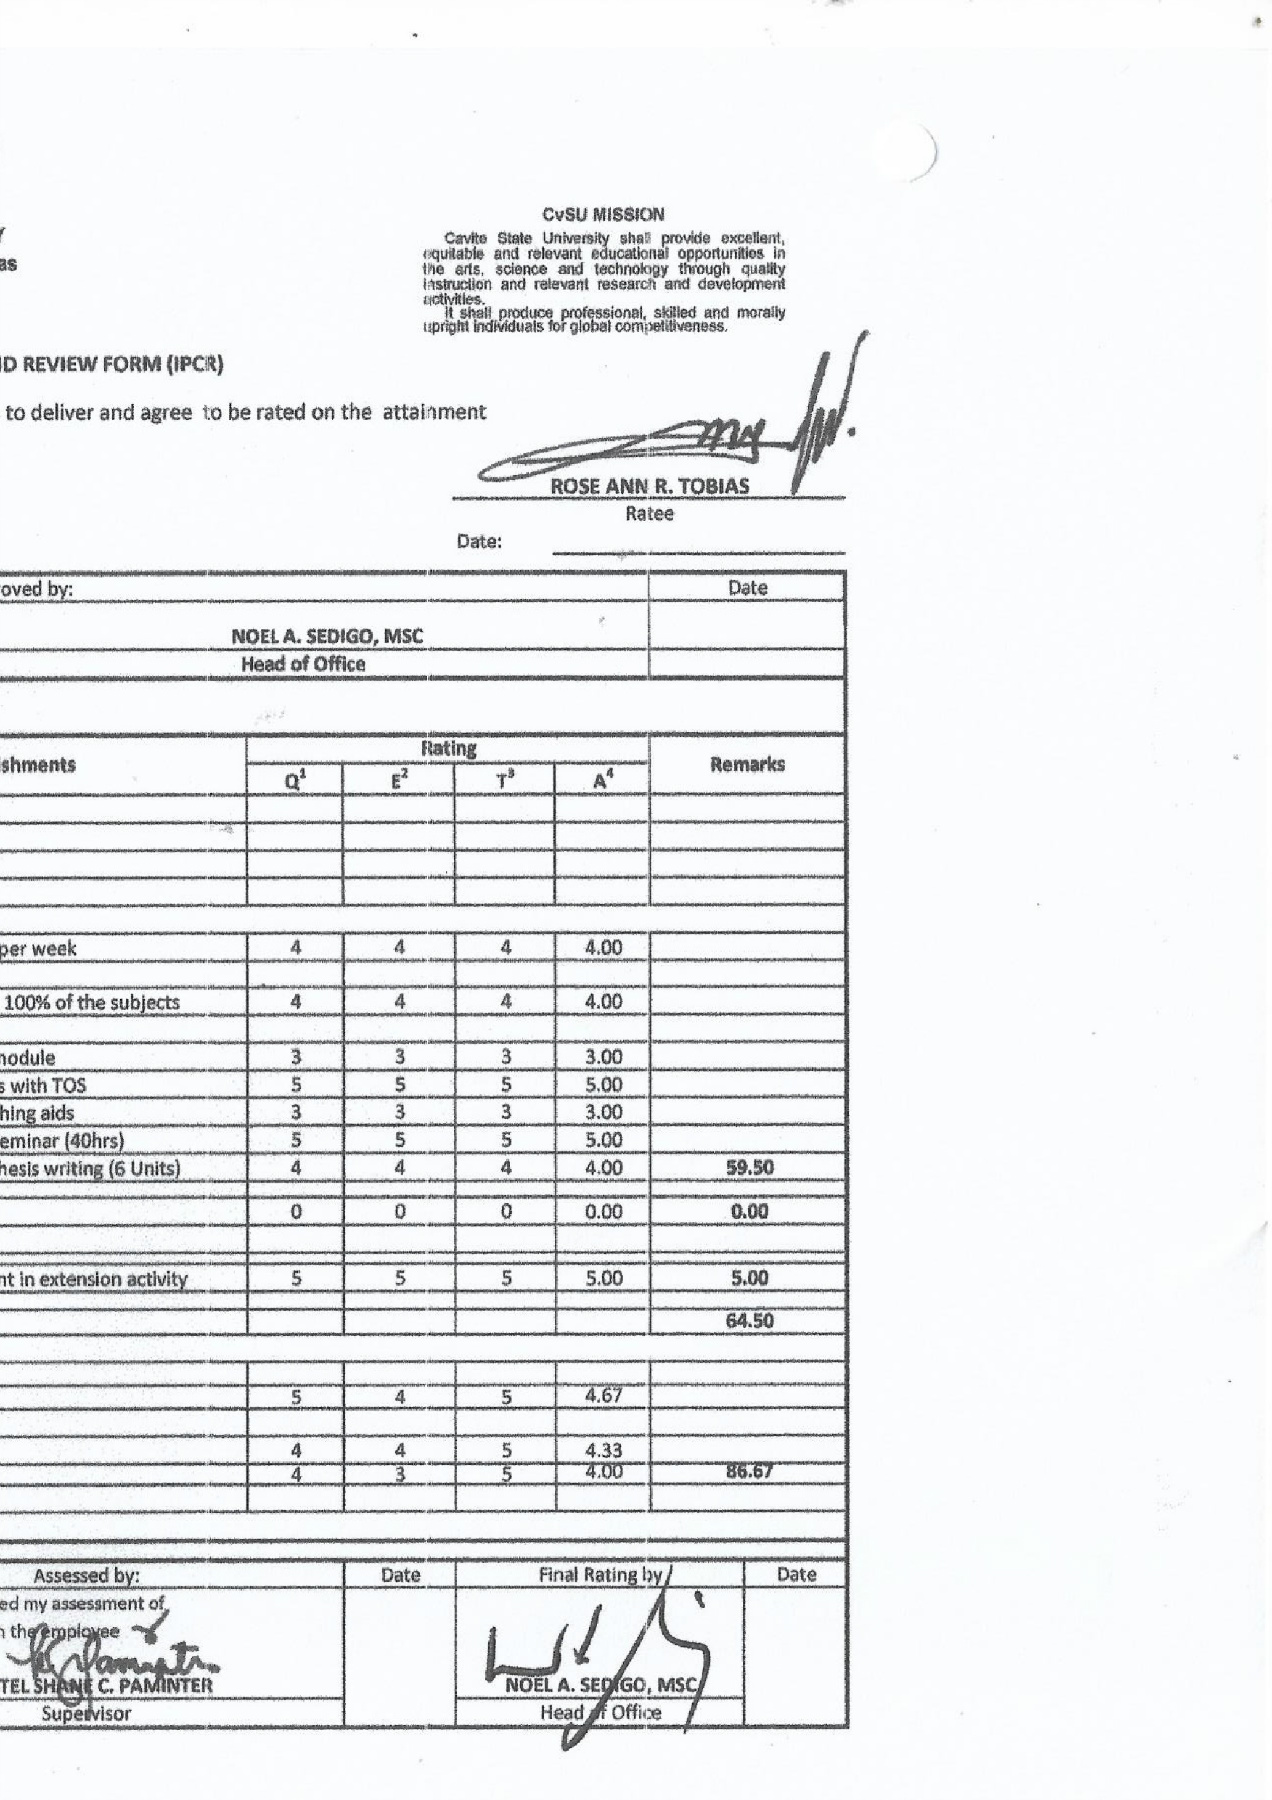 CvSU MISSION
Cavite State University shall provide excellent,
equitable and relevant educational opportunities in
the arts, science and technology through quality
instruction and relevant research and development
activities.
It shall produce professional, skilled and morally
upright individuals for global competitiveness.
as
ND REVIEW FORM (IPCR)
to deliver and agree to be rated on the attainment
ROSE ANN R. TOBIAS
Ratee
Date:
oved by: Date
NOEL A. SEDIGO, MSC
Head of Office
shments Rating Remarks
Q¹ E² T³ A⁴
per week 4 4 4 4.00
100% of the subjects 4 4 4 4.00
module 3 3 3 3.00
s with TOS 5 5 5 5.00
hing aids 3 3 3 3.00
eminar (40hrs) 5 5 5 5.00
hesis writing (6 Units) 4 4 4 4.00 59.50
0 0 0 0.00 0.00
nt in extension activity 5 5 5 5.00 5.00
64.50
5 4 5 4.67
4 4 5 4.33
4 3 5 4.00 86.67
Assessed by: Date Final Rating by Date
ed my assessment of
n the employee
TEL SHANE C. PAMINTER NOEL A. SEDIGO, MSC
Supervisor Head of Office